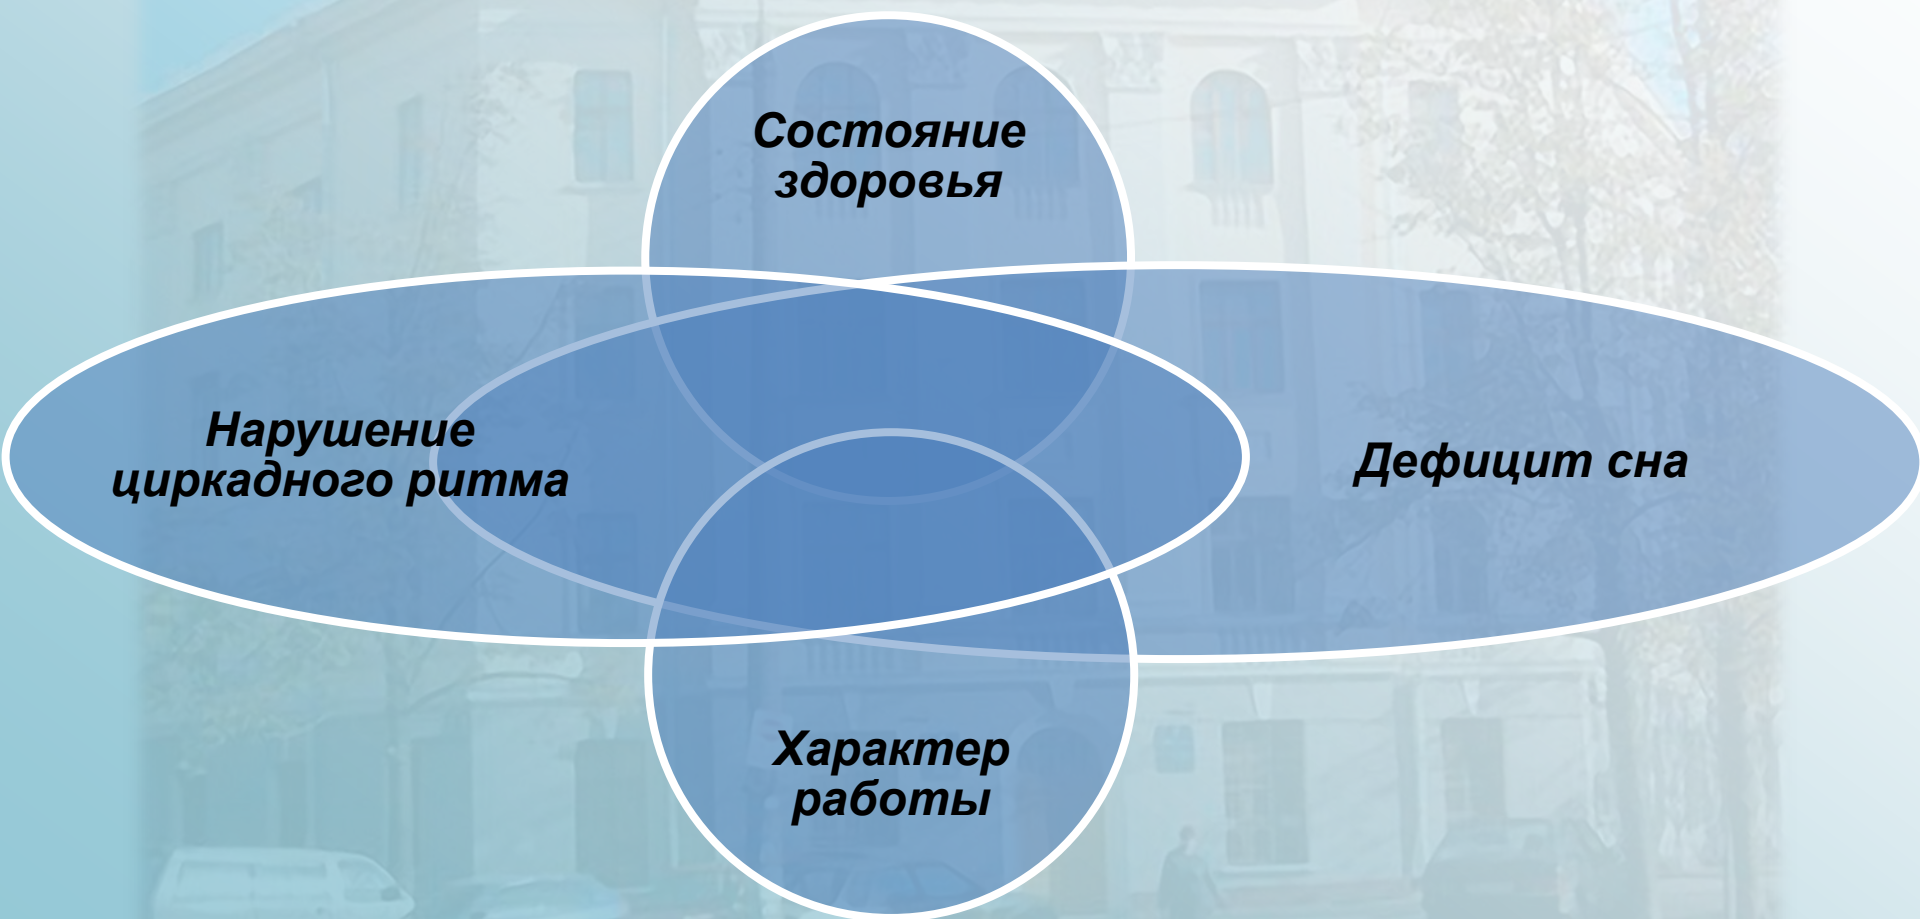 Состояние
здоровья
Нарушение
циркадного ритма
Дефицит сна
Характер
работы